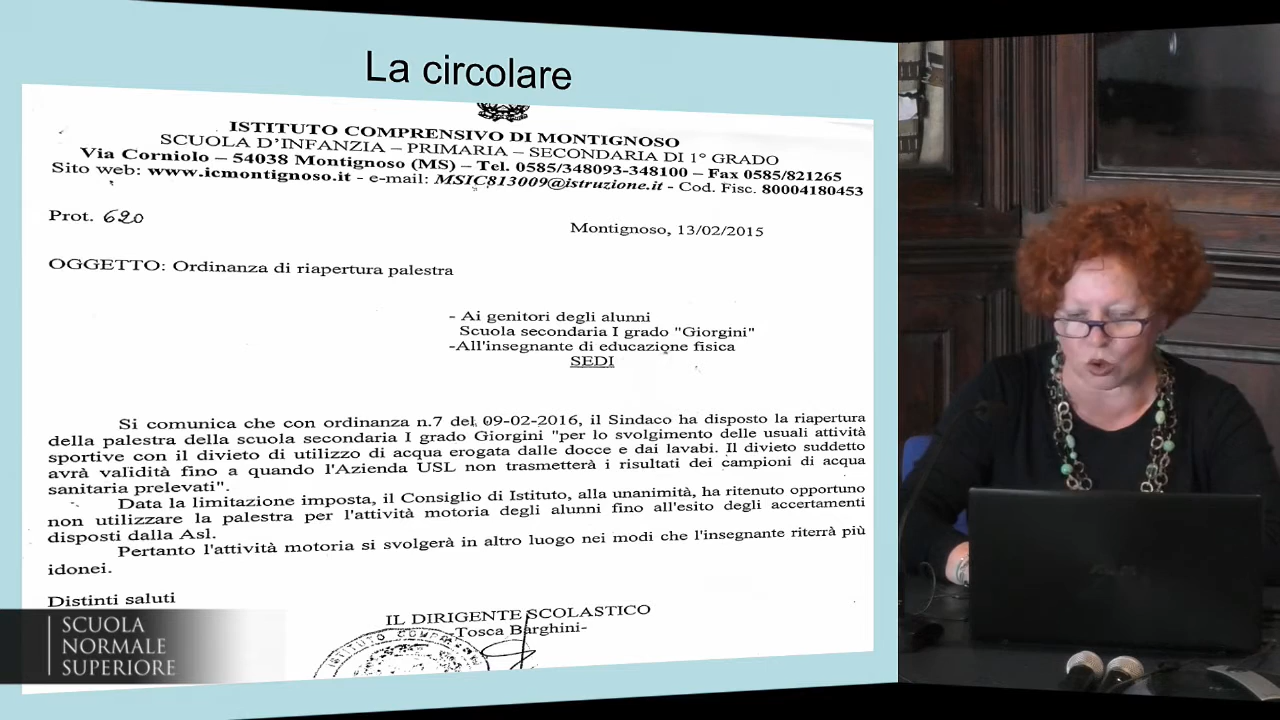 La circolare
ISTITUTO COMPRENSIVO DI MONTIGNOSO
SCUOLA D'INFANZIA – PRIMARIA – SECONDARIA DI 1° GRADO
Via Corniolo – 54038 Montignoso (MS) – Tel. 0585/348093-348100 – Fax 0585/821265
Sito web: www.icmontignoso.it - e-mail: MSIC813009@istruzione.it - Cod. Fisc. 80004180453
Prot. 620
Montignoso, 13/02/2015
OGGETTO: Ordinanza di riapertura palestra
- Ai genitori degli alunni
Scuola secondaria I grado "Giorgini"
-All'insegnante di educazione fisica
SEDI
Si comunica che con ordinanza n.7 del 09-02-2016, il Sindaco ha disposto la riapertura
della palestra della scuola secondaria I grado Giorgini "per lo svolgimento delle usuali attività
sportive con il divieto di utilizzo di acqua erogata dalle docce e dai lavabi. Il divieto suddetto
avrà validità fino a quando l'Azienda USL non trasmetterà i risultati dei campioni di acqua
sanitaria prelevati".
Data la limitazione imposta, il Consiglio di Istituto, alla unanimità, ha ritenuto opportuno
non utilizzare la palestra per l'attività motoria degli alunni fino all'esito degli accertamenti
disposti dalla Asl.
Pertanto l'attività motoria si svolgerà in altro luogo nei modi che l'insegnante riterrà più
idonei.
Distinti saluti
IL DIRIGENTE SCOLASTICO
-Tosca Barghini-
SCUOLA
NORMALE
SUPERIORE